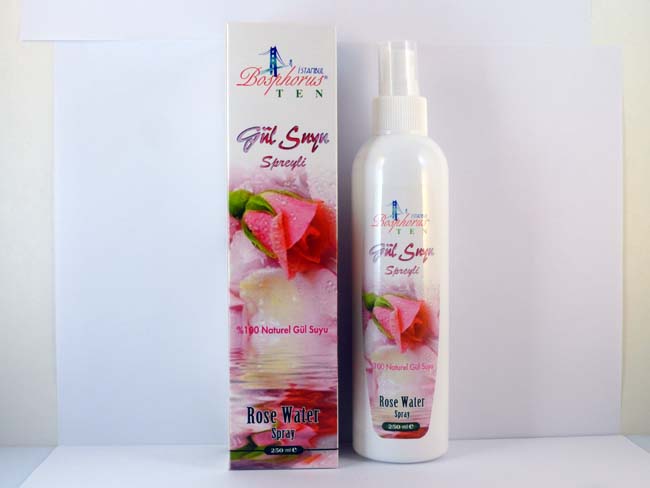 İSTANBUL
Bosphorus®
TEN
Gül Suyu
Spreyli
%100 Naturel Gül Suyu
Rose Water
Spray
250 ml e
İSTANBUL
Bosphorus
TEN
Gül Suyu
Spreyli
%100 Naturel Gül Suyu
Rose Water
Spray
250 ml e